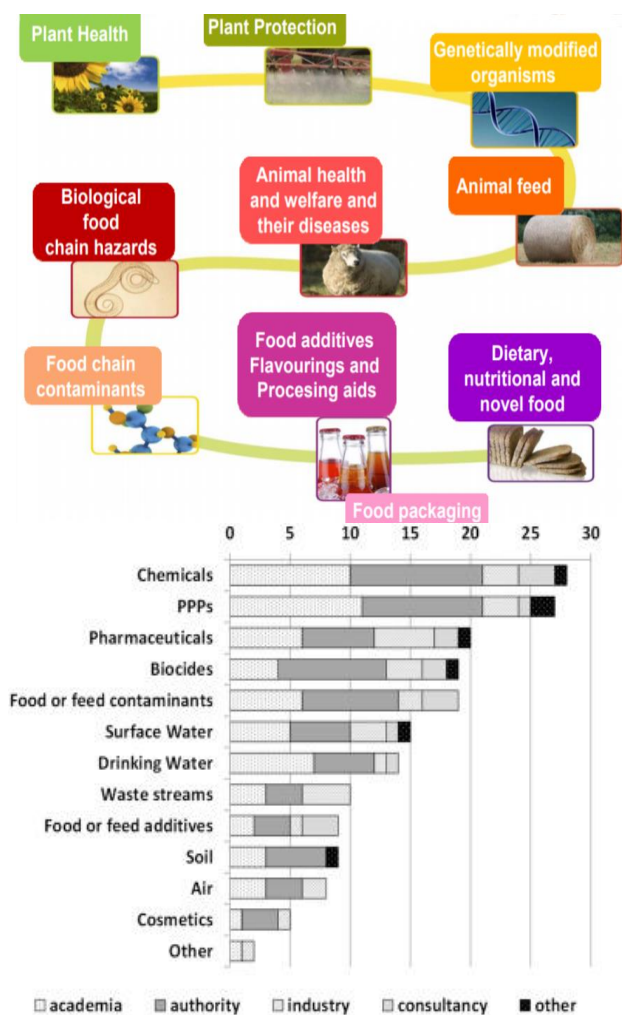 Plant Health
Plant Protection
Genetically modified
organisms
Biological
food
chain hazards
Animal health
and welfare and
their diseases
Animal feed
Food chain
contaminants
Food additives
Flavourings and
Procesing aids
Dietary,
nutritional and
novel food
Food packaging
0 5 10 15 20 25 30
Chemicals
PPPs
Pharmaceuticals
Biocides
Food or feed contaminants
Surface Water
Drinking Water
Waste streams
Food or feed additives
Soil
Air
Cosmetics
Other
academia authority industry consultancy other